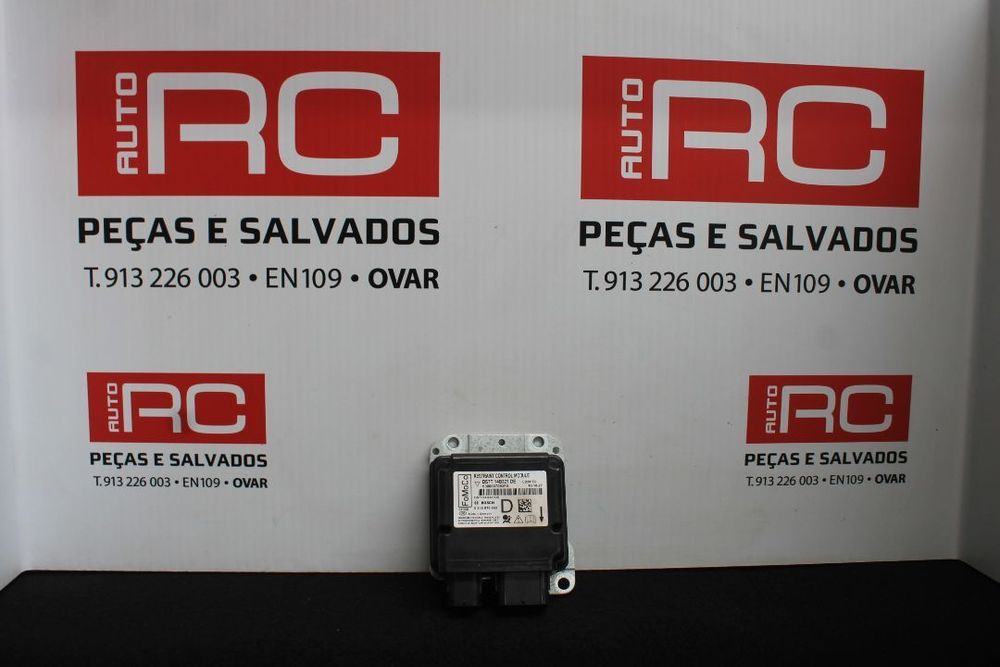 AUTO RC
PEÇAS E SALVADOS
T. 913 226 003 • EN109 • OVAR
AUTO RC
PEÇAS E SALVADOS
T. 913 226 003 • EN109 • OVAR
AUTO RC
PEÇAS E SALVADOS
T. 913 226 003 • EN109 • OVAR
AUTO RC
PEÇAS E SALVADOS
T. 913 226 003 • EN109 • OVAR
RESTRAINT CONTROL MODULE
FoMoCo
BOSCH
D